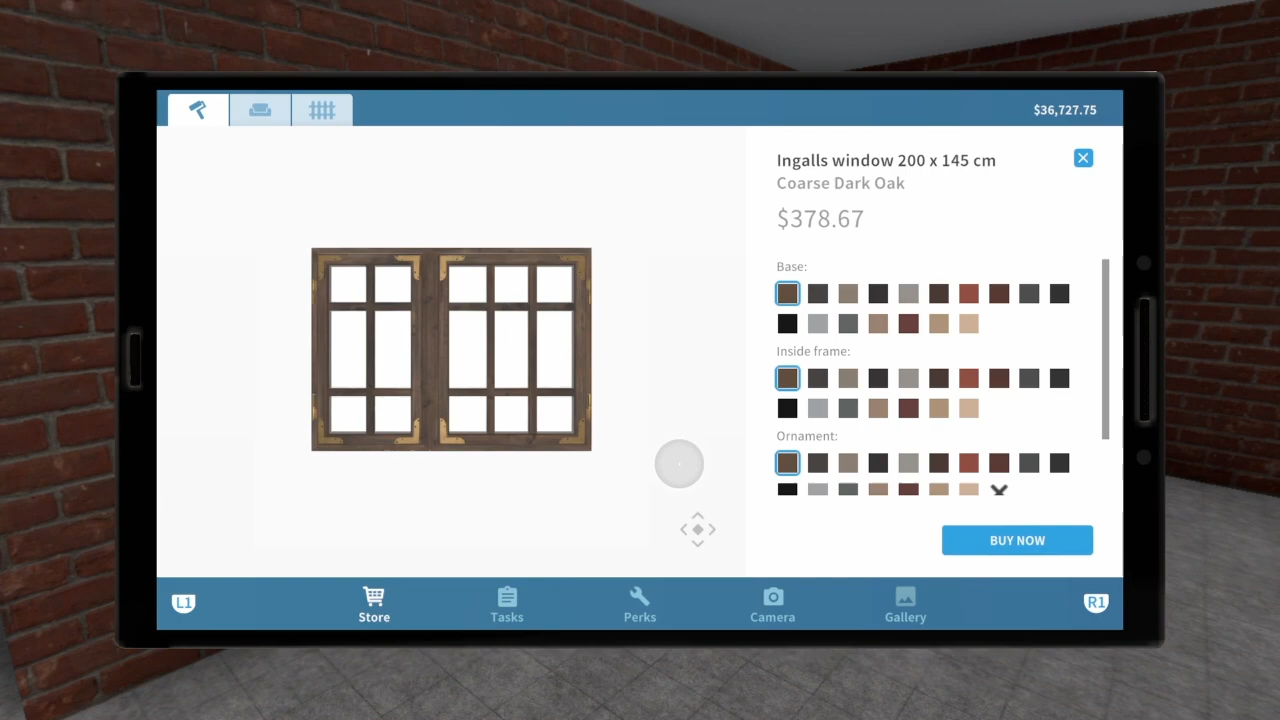 $36,727.75
Ingalls window 200 x 145 cm
Coarse Dark Oak
$378.67
Base:
Inside frame:
Ornament:
BUY NOW
L1
Store
Tasks
Perks
Camera
Gallery
R1